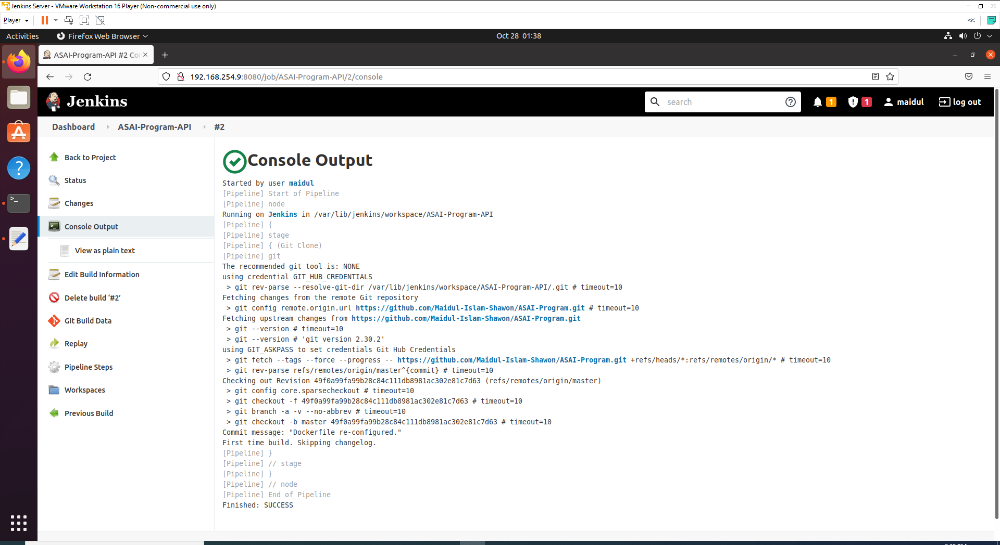 Jenkins Server - VMware Workstation 16 Player (Non-commercial use only)
Player
Activities
Firefox Web Browser
Oct 28 01:38
ASAI-Program-API #2 Co
192.168.254.9:8080/job/ASAI-Program-API/2/console
Jenkins
search
1
1
maidul
log out
Dashboard
ASAI-Program-API
#2
Back to Project
Status
Changes
Console Output
View as plain text
Edit Build Information
Delete build ‘#2’
Git Build Data
Replay
Pipeline Steps
Workspaces
Previous Build
Console Output
Started by user maidul
[Pipeline] Start of Pipeline
[Pipeline] node
Running on Jenkins in /var/lib/jenkins/workspace/ASAI-Program-API
[Pipeline] {
[Pipeline] stage
[Pipeline] { (Git Clone)
[Pipeline] git
The recommended git tool is: NONE
using credential GIT_HUB_CREDENTIALS
> git rev-parse --resolve-git-dir /var/lib/jenkins/workspace/ASAI-Program-API/.git # timeout=10
Fetching changes from the remote Git repository
> git config remote.origin.url https://github.com/Maidul-Islam-Shawon/ASAI-Program.git # timeout=10
Fetching upstream changes from https://github.com/Maidul-Islam-Shawon/ASAI-Program.git
> git --version # timeout=10
> git --version # 'git version 2.30.2'
using GIT_ASKPASS to set credentials Git Hub Credentials
> git fetch --tags --force --progress -- https://github.com/Maidul-Islam-Shawon/ASAI-Program.git +refs/heads/*:refs/remotes/origin/* # timeout=10
> git rev-parse refs/remotes/origin/master^{commit} # timeout=10
Checking out Revision 49f0a99fa99b28c84c111db8981ac302e81c7d63 (refs/remotes/origin/master)
> git config core.sparsecheckout # timeout=10
> git checkout -f 49f0a99fa99b28c84c111db8981ac302e81c7d63 # timeout=10
> git branch -a -v --no-abbrev # timeout=10
> git checkout -b master 49f0a99fa99b28c84c111db8981ac302e81c7d63 # timeout=10
Commit message: "Dockerfile re-configured."
First time build. Skipping changelog.
[Pipeline] }
[Pipeline] // stage
[Pipeline] }
[Pipeline] // node
[Pipeline] End of Pipeline
Finished: SUCCESS